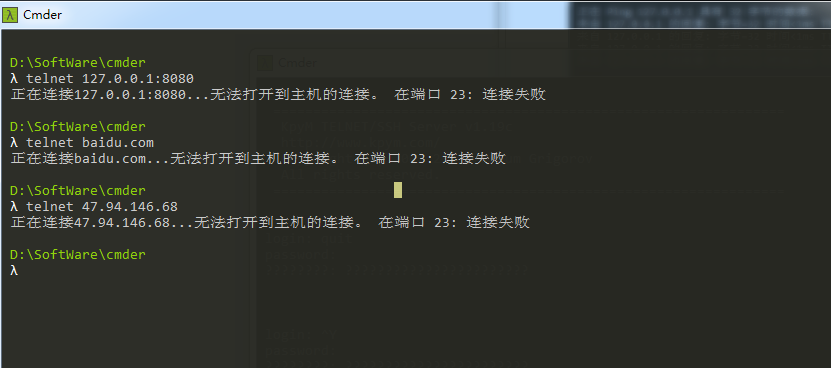 Cmder
D:\SoftWare\cmder
λ telnet 127.0.0.1:8080
正在连接127.0.0.1:8080...无法打开到主机的连接。 在端口 23: 连接失败
D:\SoftWare\cmder
λ telnet baidu.com
正在连接baidu.com...无法打开到主机的连接。 在端口 23: 连接失败
D:\SoftWare\cmder
λ telnet 47.94.146.68
正在连接47.94.146.68...无法打开到主机的连接。 在端口 23: 连接失败
D:\SoftWare\cmder
λ